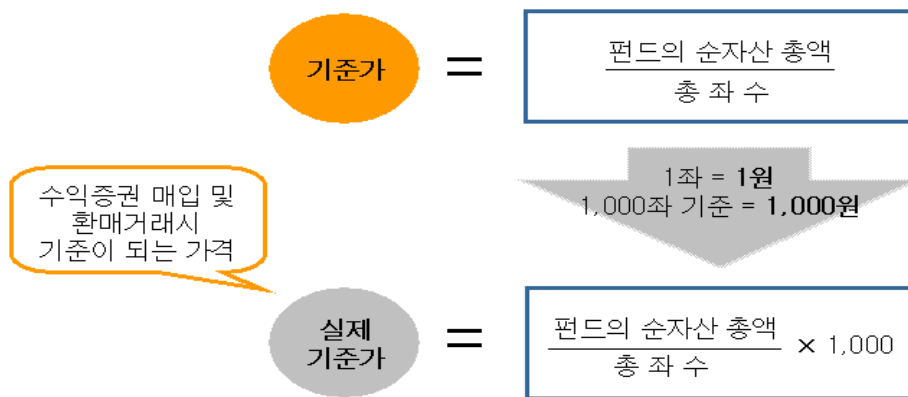 기준가
=
펀드의 순자산 총액
총 좌 수
1좌 = 1원
1,000좌 기준 = 1,000원
수익증권 매입 및
환매거래시
기준이 되는 가격
실제
기준가
=
펀드의 순자산 총액
총 좌 수
× 1,000